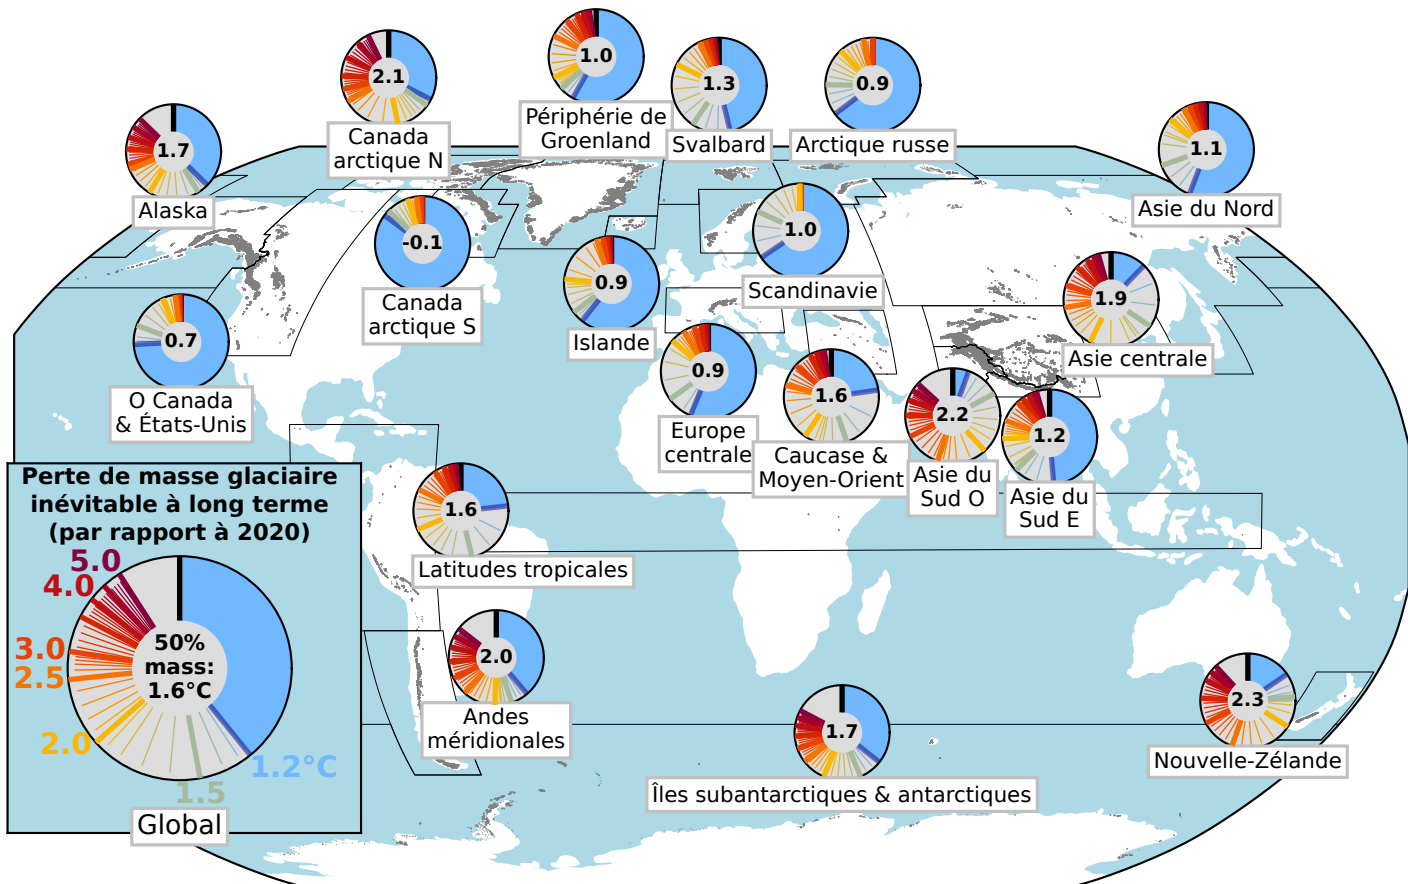 1.0
2.1
1.3
0.9
Périphérie de
Groenland
Canada
arctique N
Svalbard
Arctique russe
1.7
Alaska
1.1
Asie du Nord
-0.1
Canada
arctique S
1.0
Scandinavie
0.9
Islande
1.9
Asie centrale
0.7
O Canada
& États-Unis
0.9
Europe
centrale
1.6
Caucase &
Moyen-Orient
2.2
Asie du
Sud O
1.2
Asie du
Sud E
1.6
Latitudes tropicales
Perte de masse glaciaire
inévitable à long terme
(par rapport à 2020)
5.0
4.0
3.0
2.5
2.0
1.5
1.2°C
50%
mass:
1.6°C
Global
2.0
Andes
méridionales
1.7
Îles subantarctiques & antarctiques
2.3
Nouvelle-Zélande